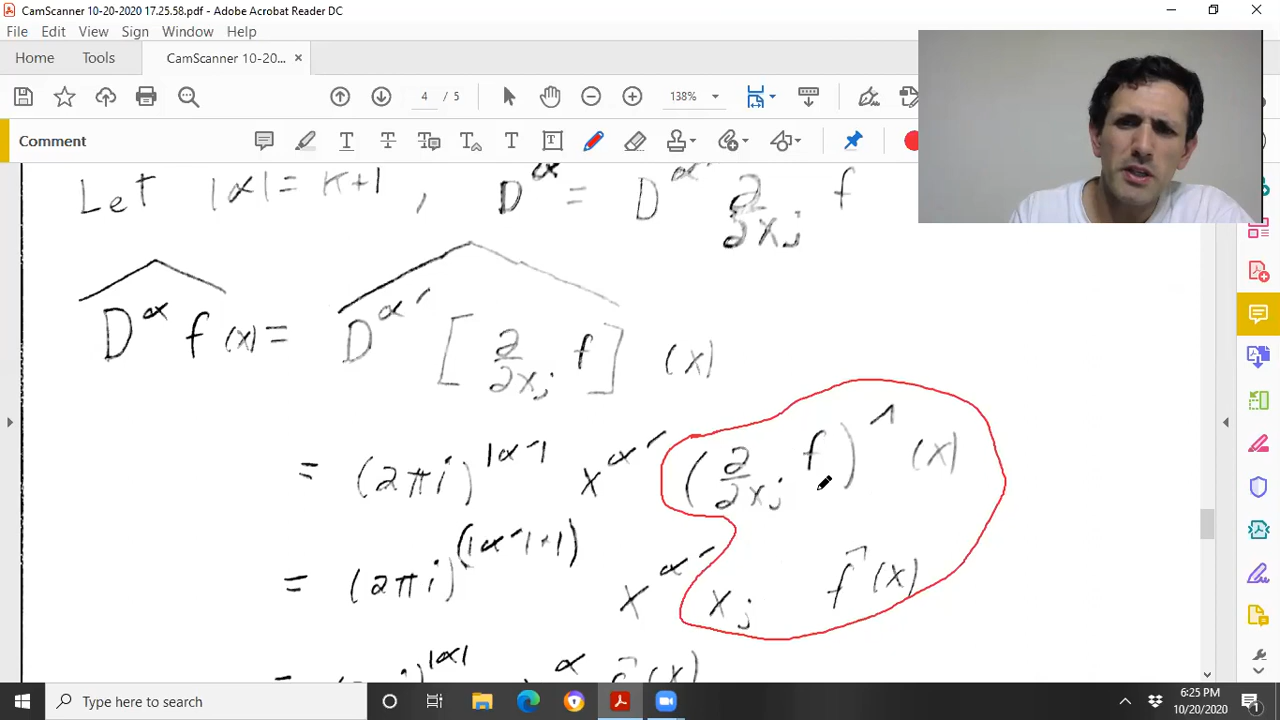 CamScanner 10-20-2020 17.25.58.pdf - Adobe Acrobat Reader DC
File Edit View Sign Window Help
Home Tools CamScanner 10-20... ×
4 / 5 138%
Comment
Let |α| = K+1 , D^α = D^α′ ∂/∂x_j f
D^α f (x) = D^α′ [ ∂/∂x_j f ] (x)
= (2πi)^|α′| x^α′ ( ∂/∂x_j f )^∧ (x)
= (2πi)^(|α′|+1) x^α′ x_j f̂ (x)
= |α| α f̂ (x)
Type here to search
6:25 PM
10/20/2020
1